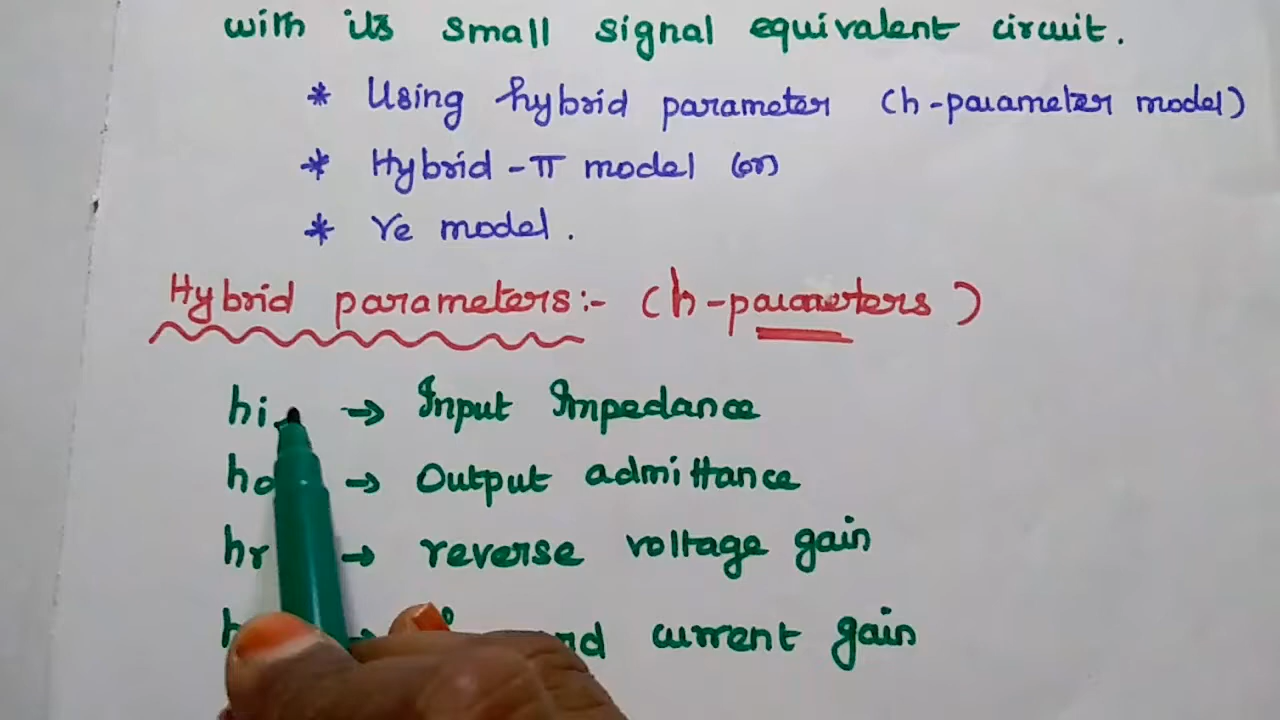 with its small signal equivalent circuit.
* Using hybrid parameter (h-parameter model)
* Hybrid - π model (or)
* re model.
Hybrid parameters:- (h-parameters)
hi → Input Impedance
ho → Output admittance
hr → reverse voltage gain
current gain